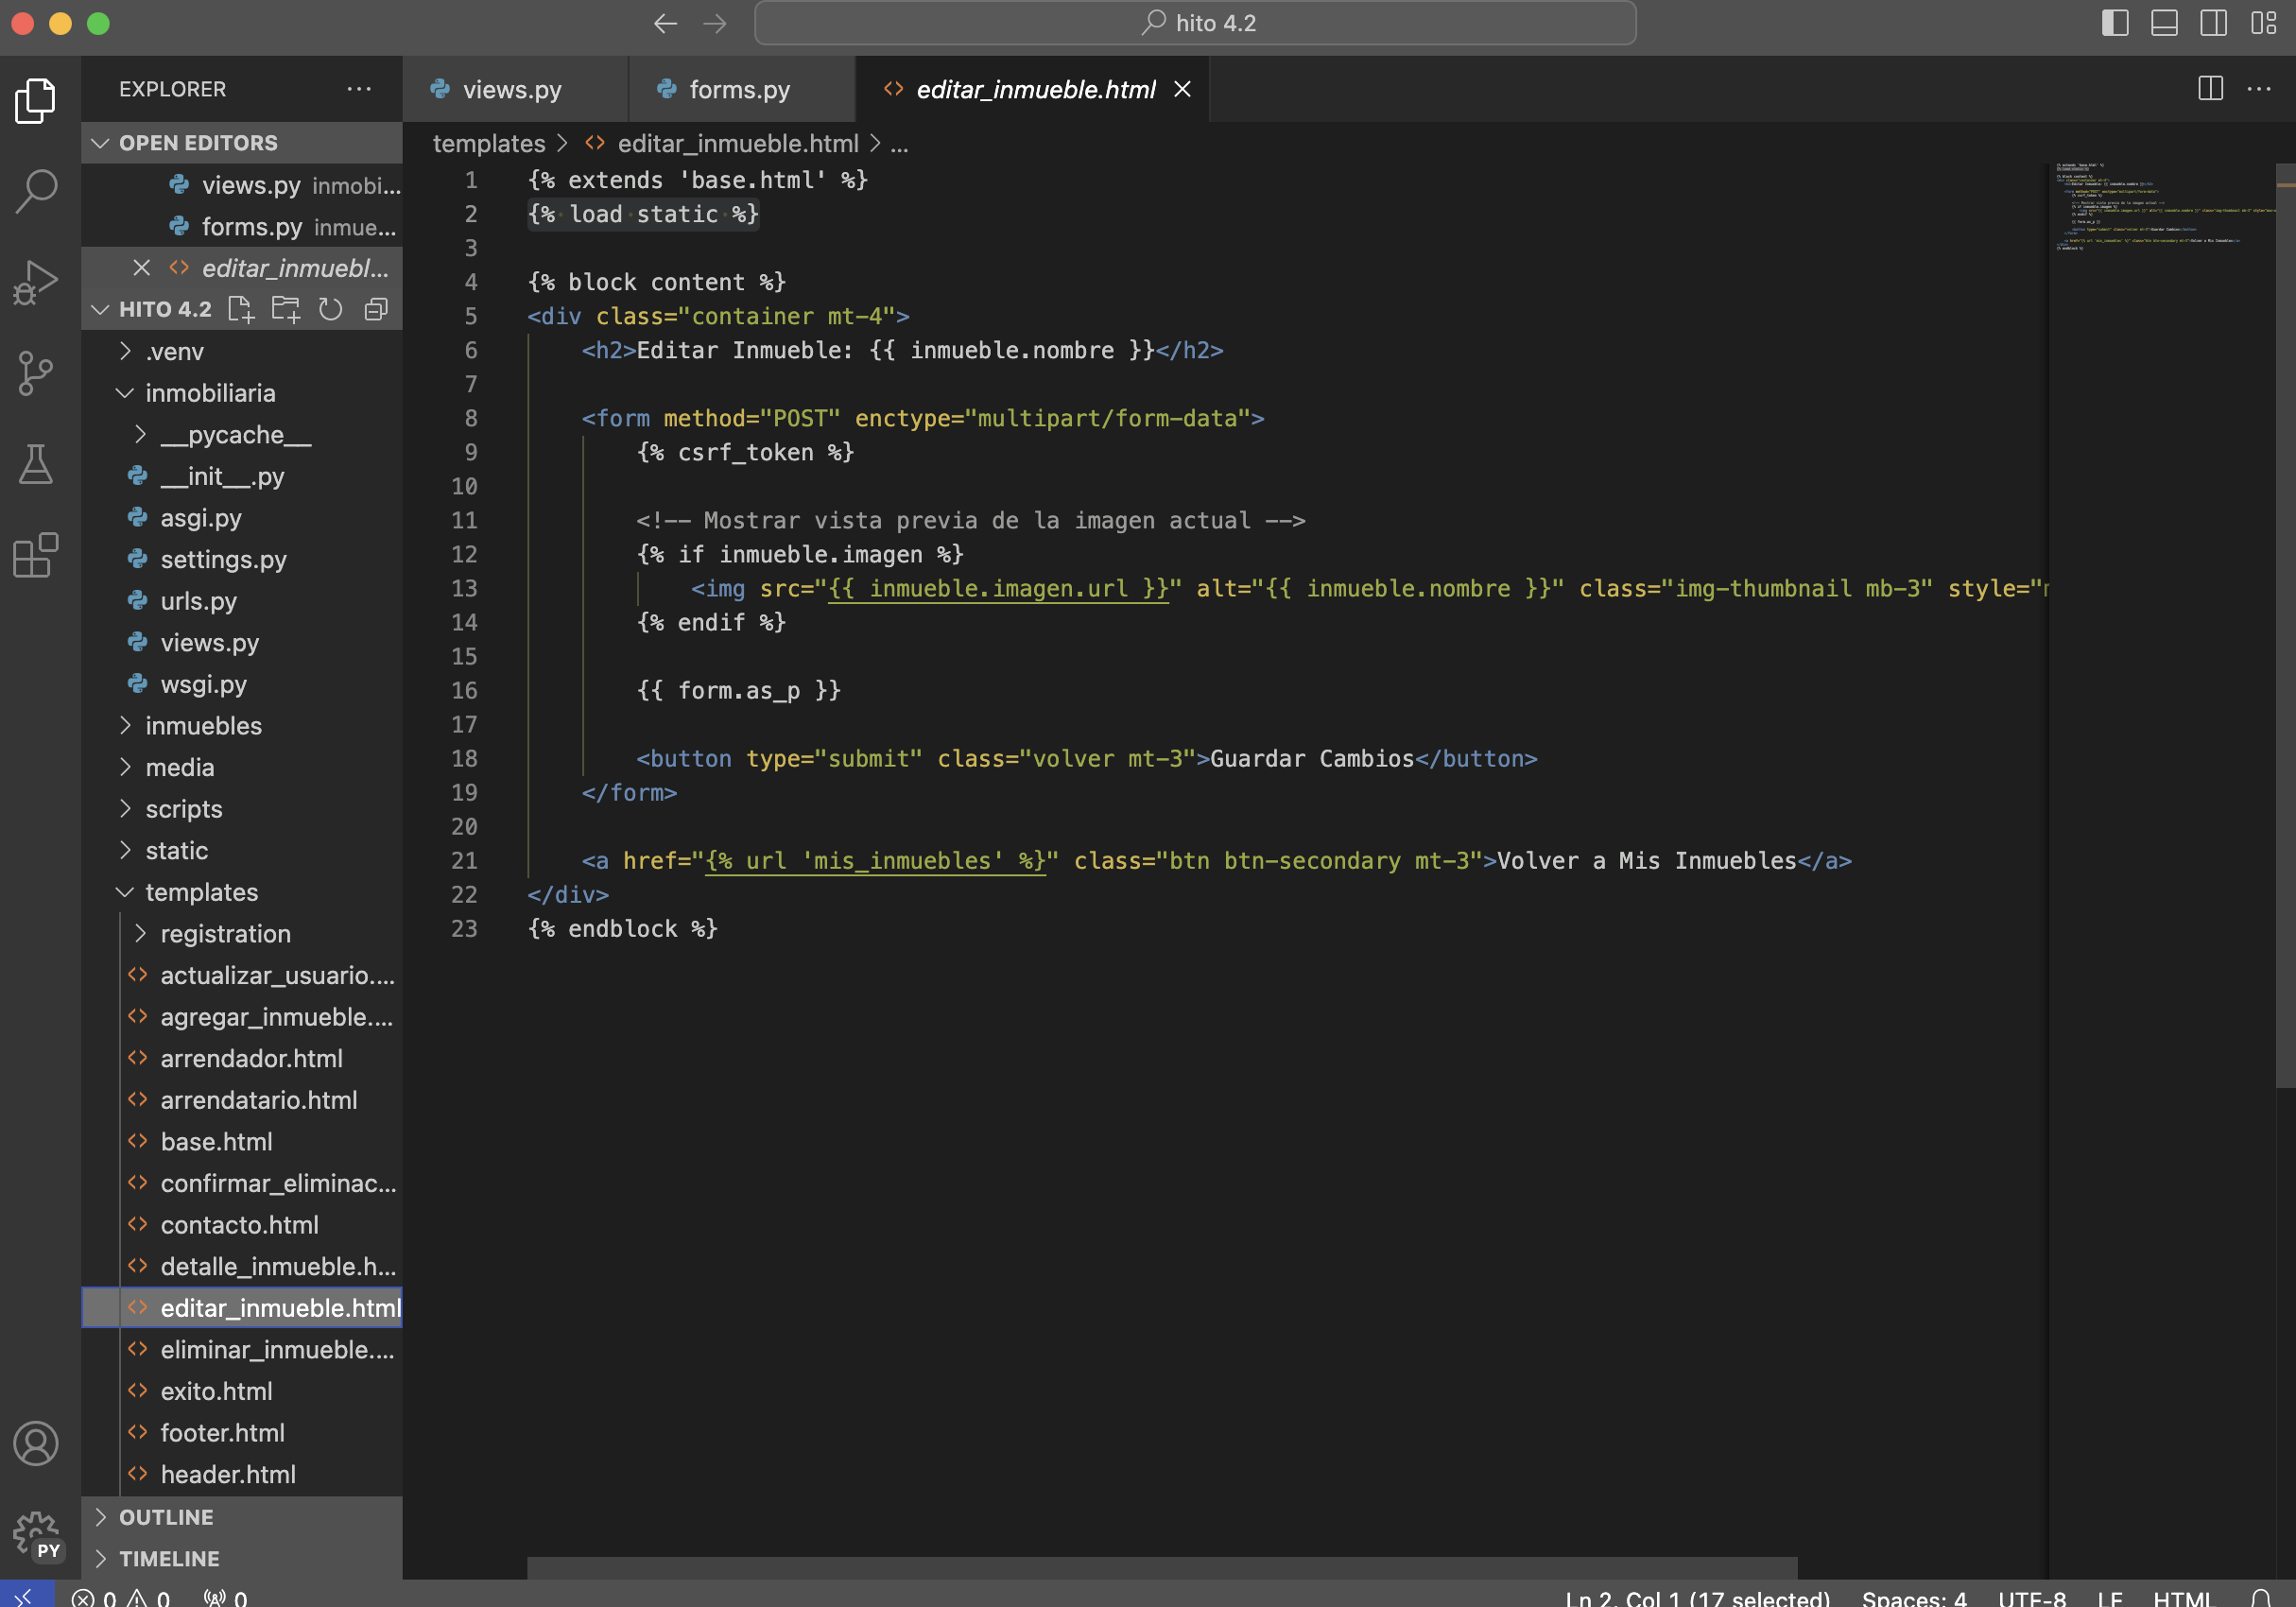 hito 4.2
EXPLORER
views.py
forms.py
editar_inmueble.html
OPEN EDITORS
views.py inmobi...
forms.py inmue...
editar_inmuebl...
HITO 4.2
.venv
inmobiliaria
__pycache__
__init__.py
asgi.py
settings.py
urls.py
views.py
wsgi.py
inmuebles
media
scripts
static
templates
registration
actualizar_usuario....
agregar_inmueble....
arrendador.html
arrendatario.html
base.html
confirmar_eliminac...
contacto.html
detalle_inmueble.h...
editar_inmueble.html
eliminar_inmueble....
exito.html
footer.html
header.html
OUTLINE
TIMELINE
PY
templates > editar_inmueble.html > ...
1 {% extends 'base.html' %}
2 {% load static %}
3
4 {% block content %}
5 <div class="container mt-4">
6 <h2>Editar Inmueble: {{ inmueble.nombre }}</h2>
7
8 <form method="POST" enctype="multipart/form-data">
9 {% csrf_token %}
10
11 <!-- Mostrar vista previa de la imagen actual -->
12 {% if inmueble.imagen %}
13 <img src="{{ inmueble.imagen.url }}" alt="{{ inmueble.nombre }}" class="img-thumbnail mb-3" style="
14 {% endif %}
15
16 {{ form.as_p }}
17
18 <button type="submit" class="volver mt-3">Guardar Cambios</button>
19 </form>
20
21 <a href="{% url 'mis_inmuebles' %}" class="btn btn-secondary mt-3">Volver a Mis Inmuebles</a>
22 </div>
23 {% endblock %}
0 0 0
Ln 2, Col 1 (17 selected) Spaces: 4 UTF-8 LF HTML